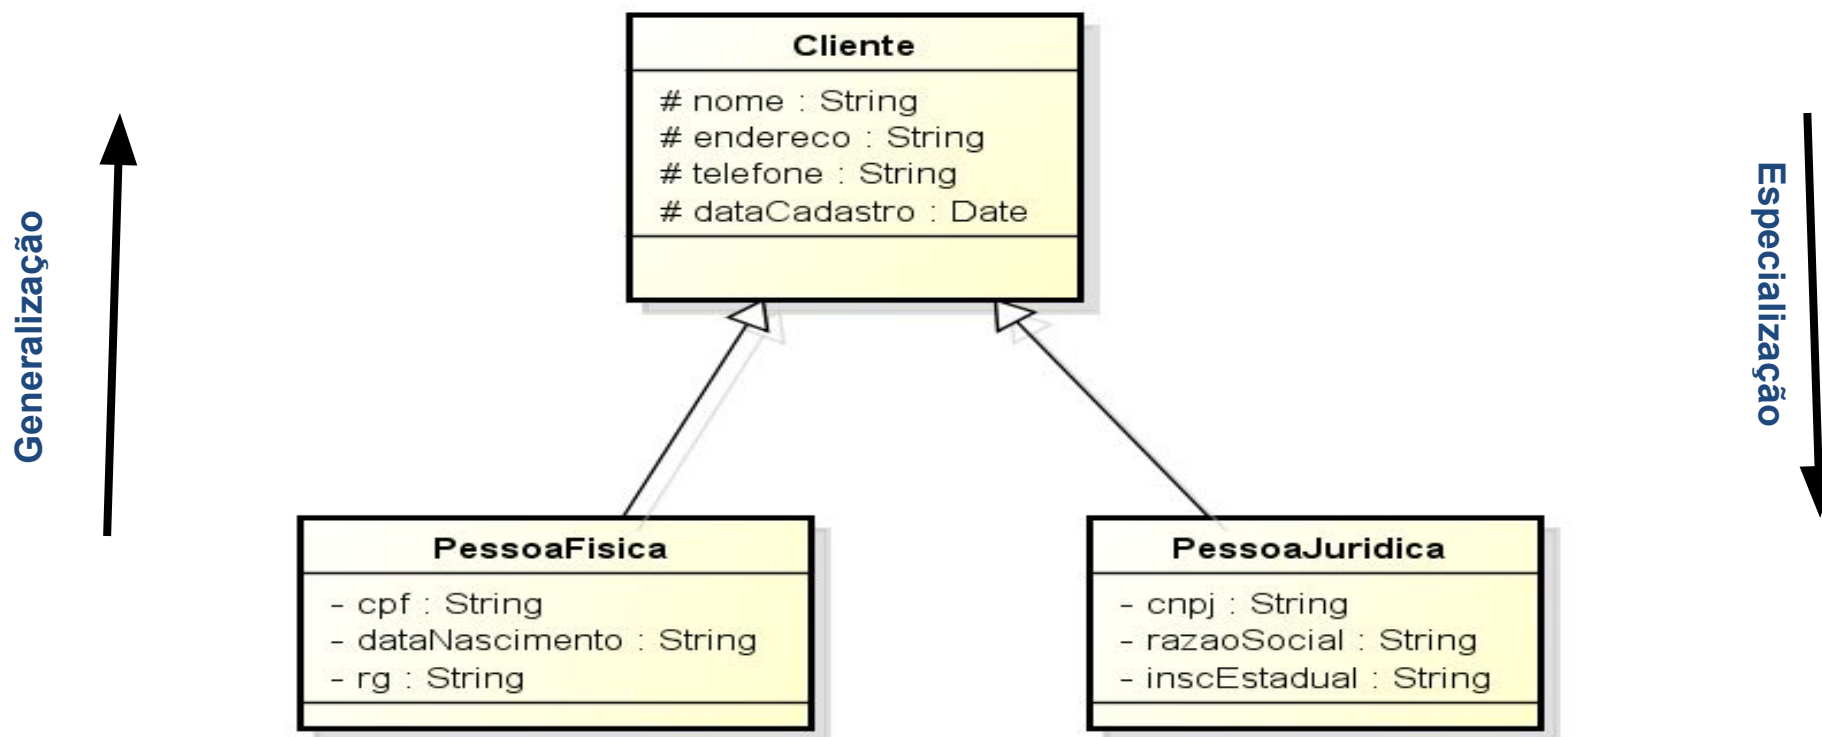 Cliente
# nome : String
# endereco : String
# telefone : String
# dataCadastro : Date
Generalização
Especialização
PessoaFisica
- cpf : String
- dataNascimento : String
- rg : String
PessoaJuridica
- cnpj : String
- razaoSocial : String
- inscEstadual : String